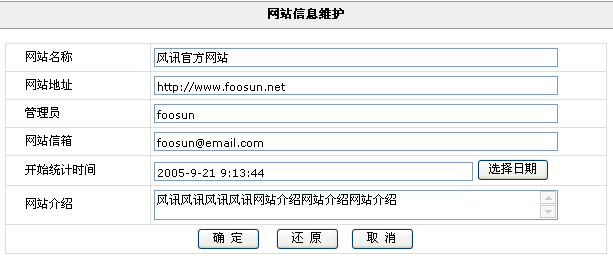 网站信息维护
网站名称 风讯官方网站
网站地址 http://www.foosun.net
管理员 foosun
网站信箱 foosun@email.com
开始统计时间 2005-9-21 9:13:44 选择日期
网站介绍 风讯风讯风讯风讯网站介绍网站介绍网站介绍
确 定 还 原 取 消